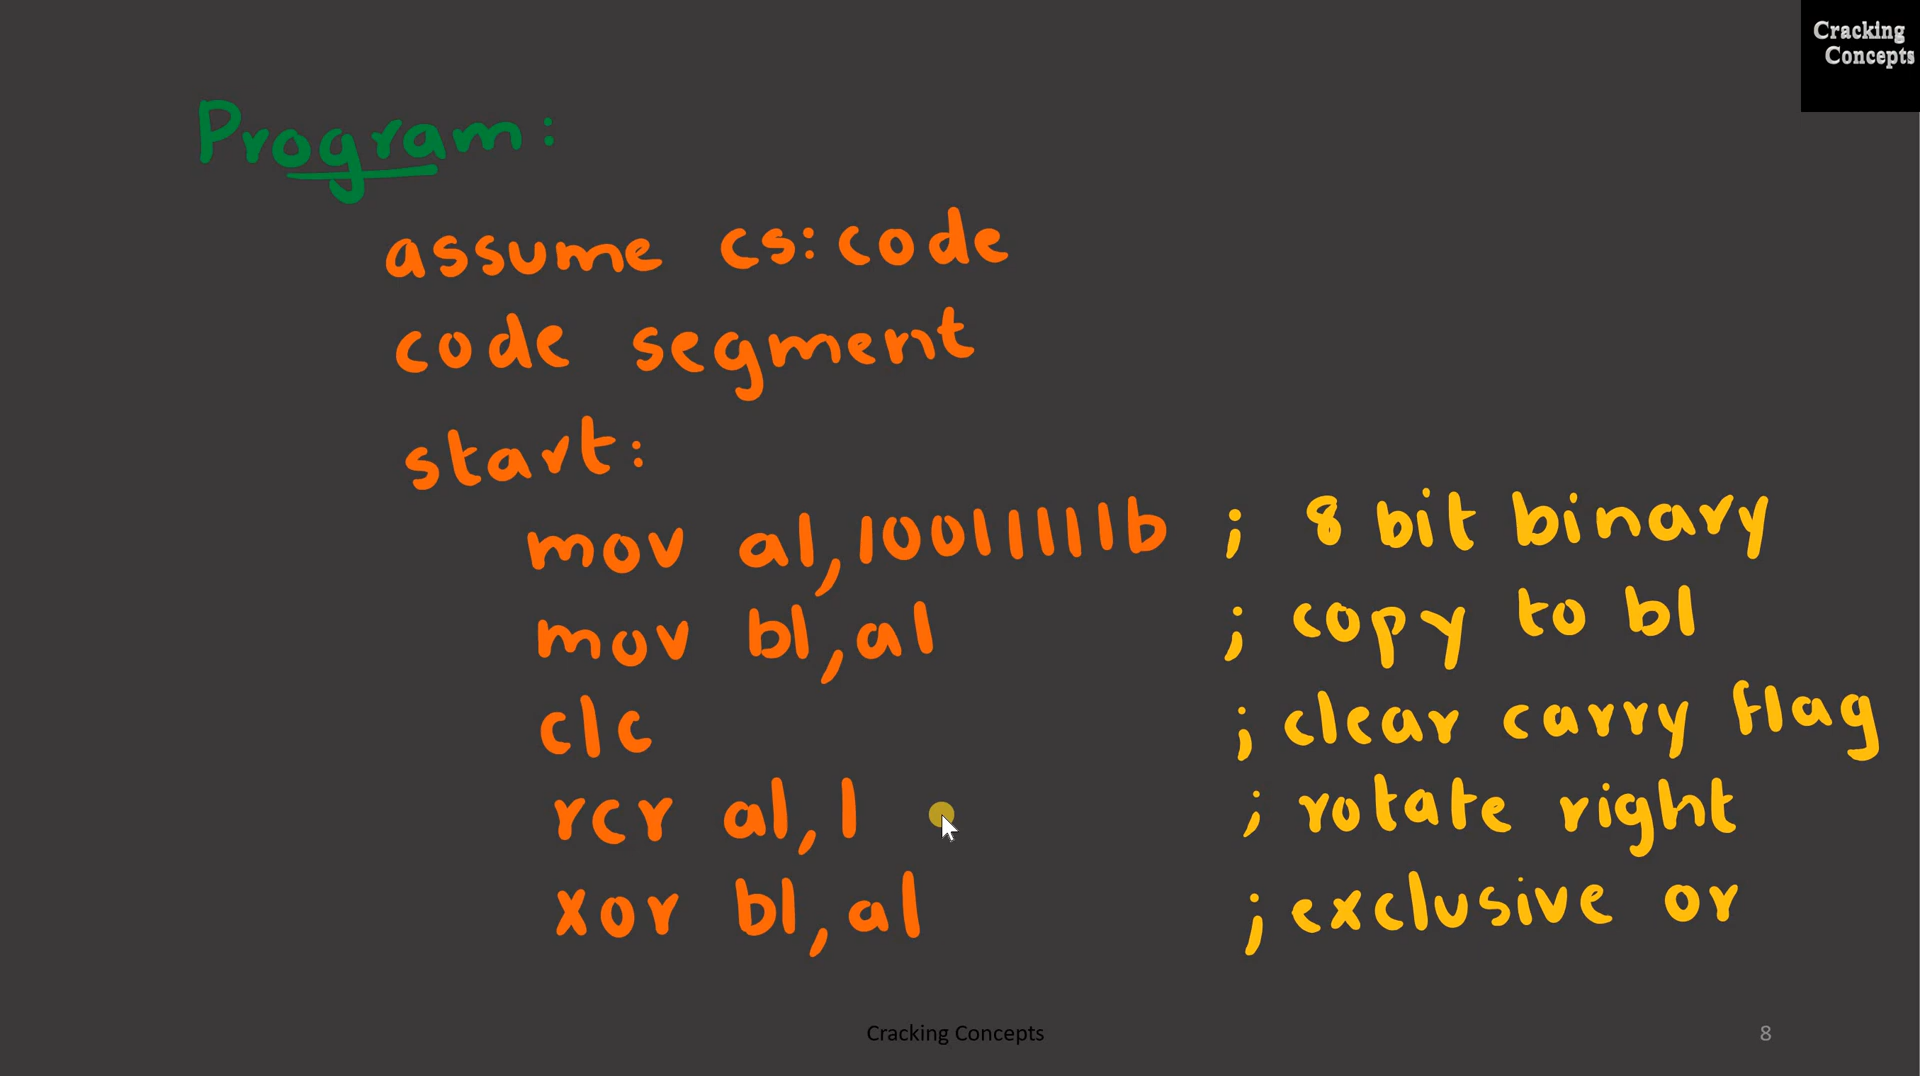 Cracking
Concepts
Program:
assume cs:code
code segment
start:
mov al,10011111b ; 8 bit binary
mov bl,al ; copy to bl
clc ; clear carry flag
rcr al,1 ; rotate right
xor bl,al ; exclusive or
Cracking Concepts 8